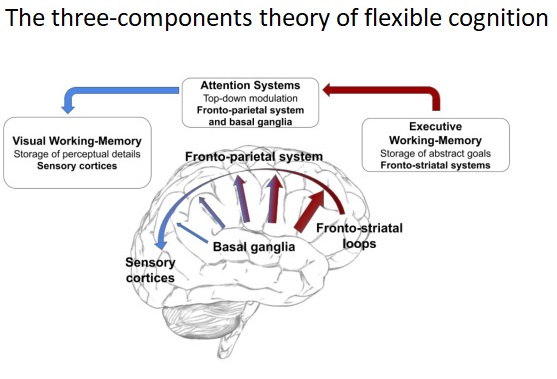 The three-components theory of flexible cognition
Attention Systems
Top-down modulation
Fronto-parietal system
and basal ganglia
Visual Working-Memory
Storage of perceptual details
Sensory cortices
Executive
Working-Memory
Storage of abstract goals
Fronto-striatal systems
Fronto-parietal system
Fronto-striatal
loops
Basal ganglia
Sensory
cortices